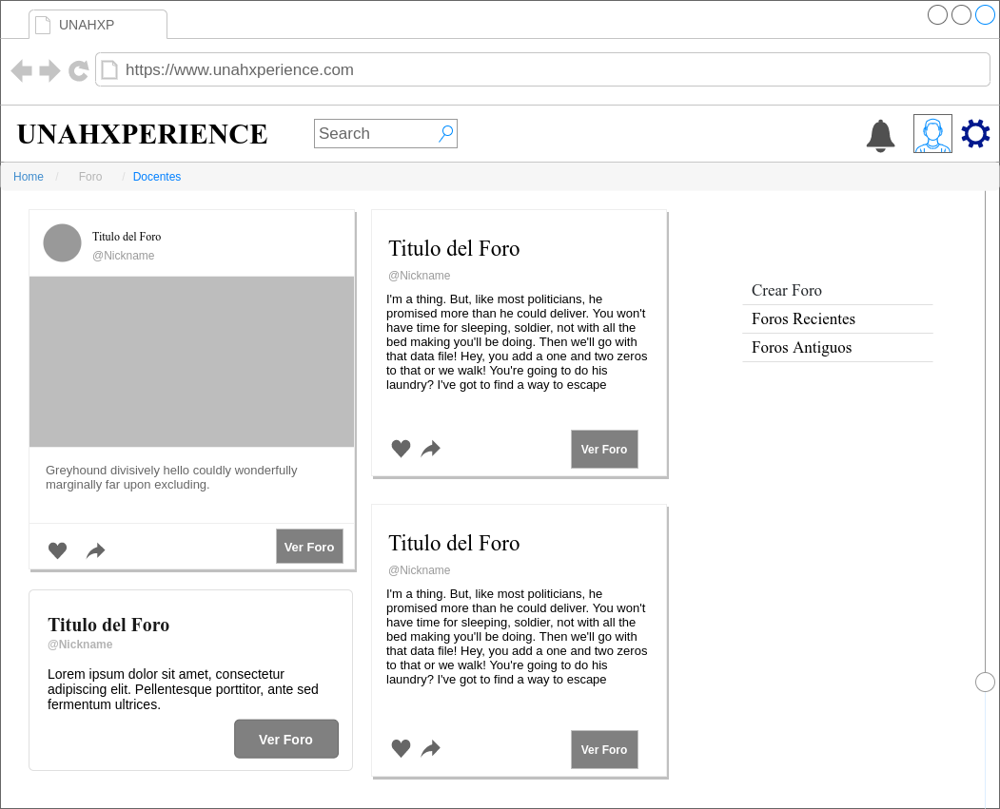 UNAHXP
https://www.unahxperience.com
UNAHXPERIENCE
Search
Home / Foro / Docentes
Titulo del Foro
@Nickname
Greyhound divisively hello couldly wonderfully
marginally far upon excluding.
Ver Foro
Titulo del Foro
@Nickname
Lorem ipsum dolor sit amet, consectetur
adipiscing elit. Pellentesque porttitor, ante sed
fermentum ultrices.
Ver Foro
Titulo del Foro
@Nickname
I'm a thing. But, like most politicians, he
promised more than he could deliver. You won't
have time for sleeping, soldier, not with all the
bed making you'll be doing. Then we'll go with
that data file! Hey, you add a one and two zeros
to that or we walk! You're going to do his
laundry? I've got to find a way to escape
Ver Foro
Titulo del Foro
@Nickname
I'm a thing. But, like most politicians, he
promised more than he could deliver. You won't
have time for sleeping, soldier, not with all the
bed making you'll be doing. Then we'll go with
that data file! Hey, you add a one and two zeros
to that or we walk! You're going to do his
laundry? I've got to find a way to escape
Ver Foro
Crear Foro
Foros Recientes
Foros Antiguos